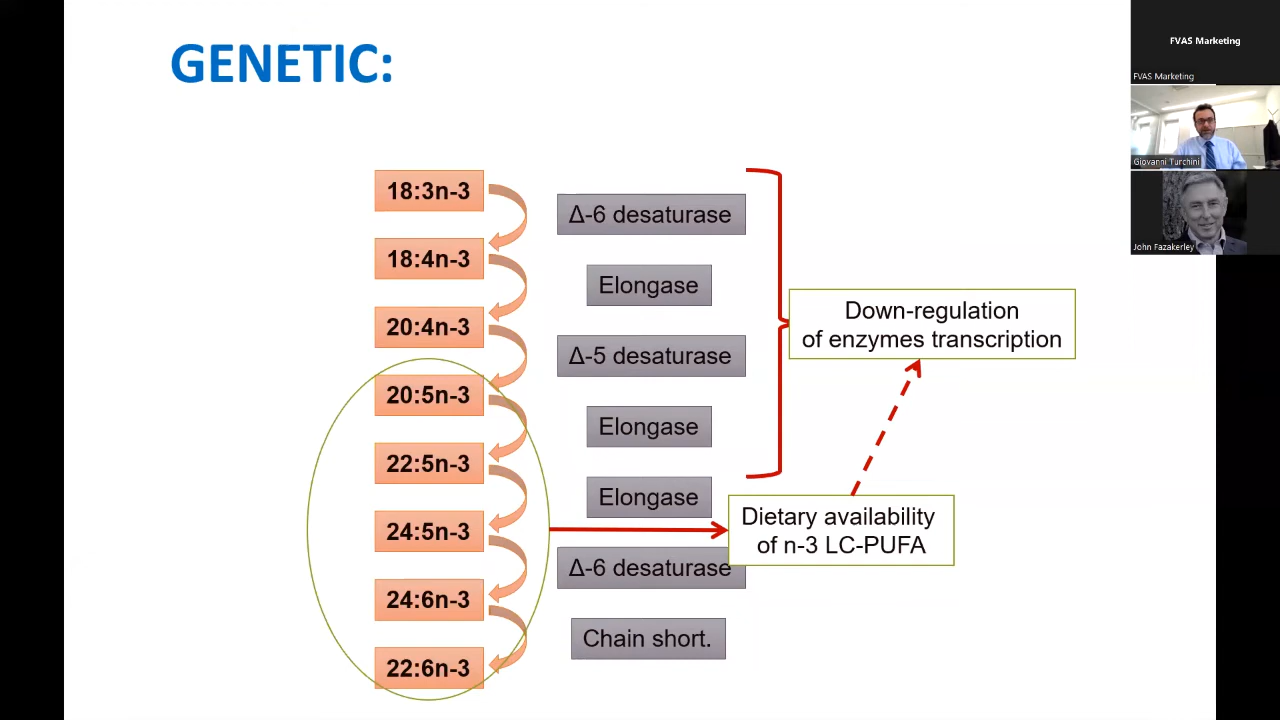 GENETIC:
18:3n-3
18:4n-3
20:4n-3
20:5n-3
22:5n-3
24:5n-3
24:6n-3
22:6n-3
Δ-6 desaturase
Elongase
Δ-5 desaturase
Elongase
Elongase
Δ-6 desaturase
Chain short.
Down-regulation
of enzymes transcription
Dietary availability
of n-3 LC-PUFA
FVAS Marketing
FVAS Marketing
Giovanni Turchini
John Fazakerley